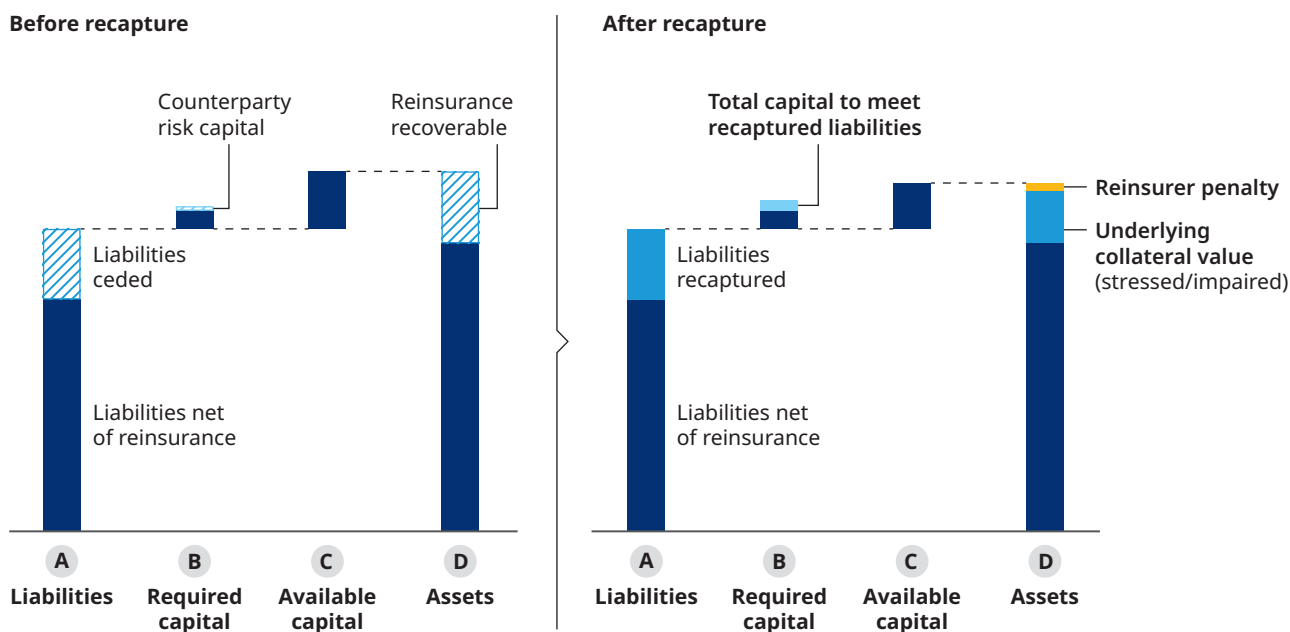 Before recapture
Counterparty
risk capital
Reinsurance
recoverable
Liabilities
ceded
Liabilities net
of reinsurance
A
B
C
D
Liabilities
Required
capital
Available
capital
Assets
After recapture
Total capital to meet
recaptured liabilities
Reinsurer penalty
Underlying
collateral value
(stressed/impaired)
Liabilities
recaptured
Liabilities net
of reinsurance
A
B
C
D
Liabilities
Required
capital
Available
capital
Assets